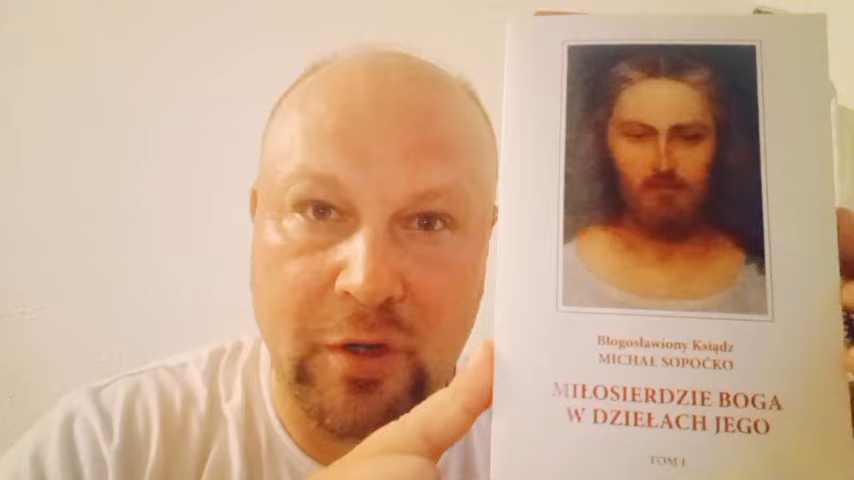 Błogosławiony Ksiądz
MICHAŁ SOPOĆKO
MIŁOSIERDZIE BOGA
W DZIEŁACH JEGO
TOM I